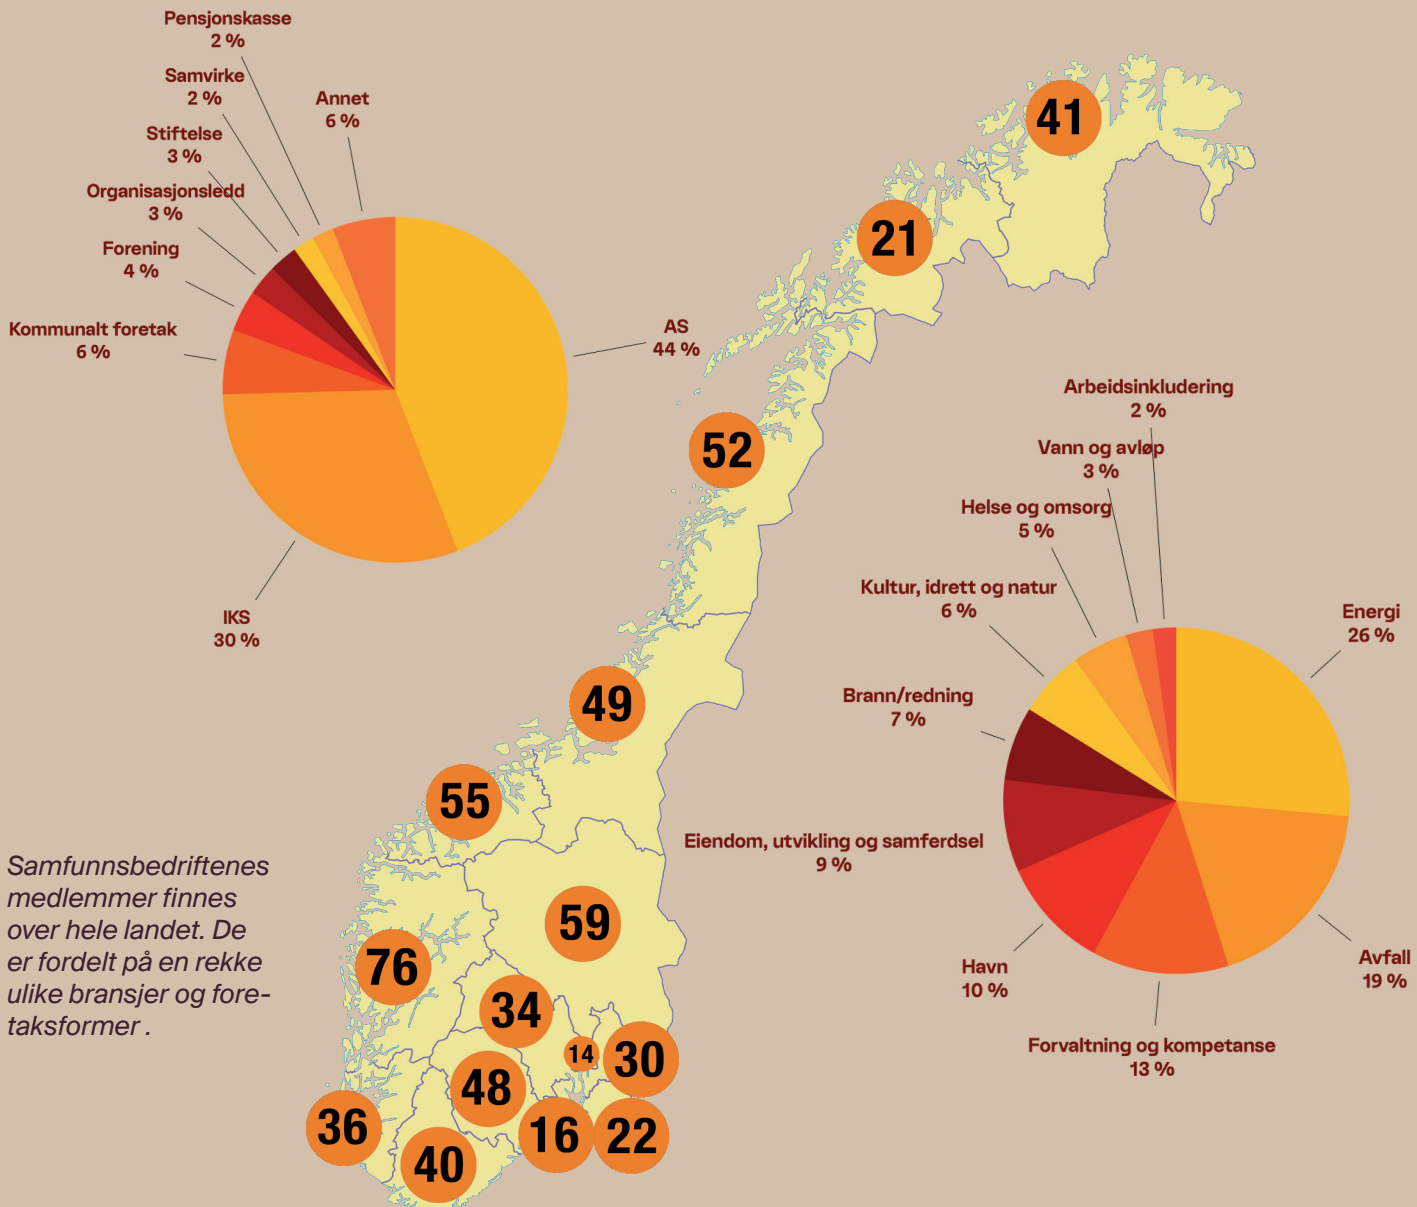 Pensjonskasse
2 %
Samvirke
2 %
Annet
6 %
Stiftelse
3 %
Organisasjonsledd
3 %
Forening
4 %
Kommunalt foretak
6 %
AS
44 %
IKS
30 %
41
21
52
49
55
59
76
34
14
30
48
36
40
16
22
Arbeidsinkludering
2 %
Vann og avløp
3 %
Helse og omsorg
5 %
Kultur, idrett og natur
6 %
Energi
26 %
Brann/redning
7 %
Eiendom, utvikling og samferdsel
9 %
Havn
10 %
Avfall
19 %
Forvaltning og kompetanse
13 %
Samfunnsbedriftenes
medlemmer finnes
over hele landet. De
er fordelt på en rekke
ulike bransjer og fore-
taksformer .